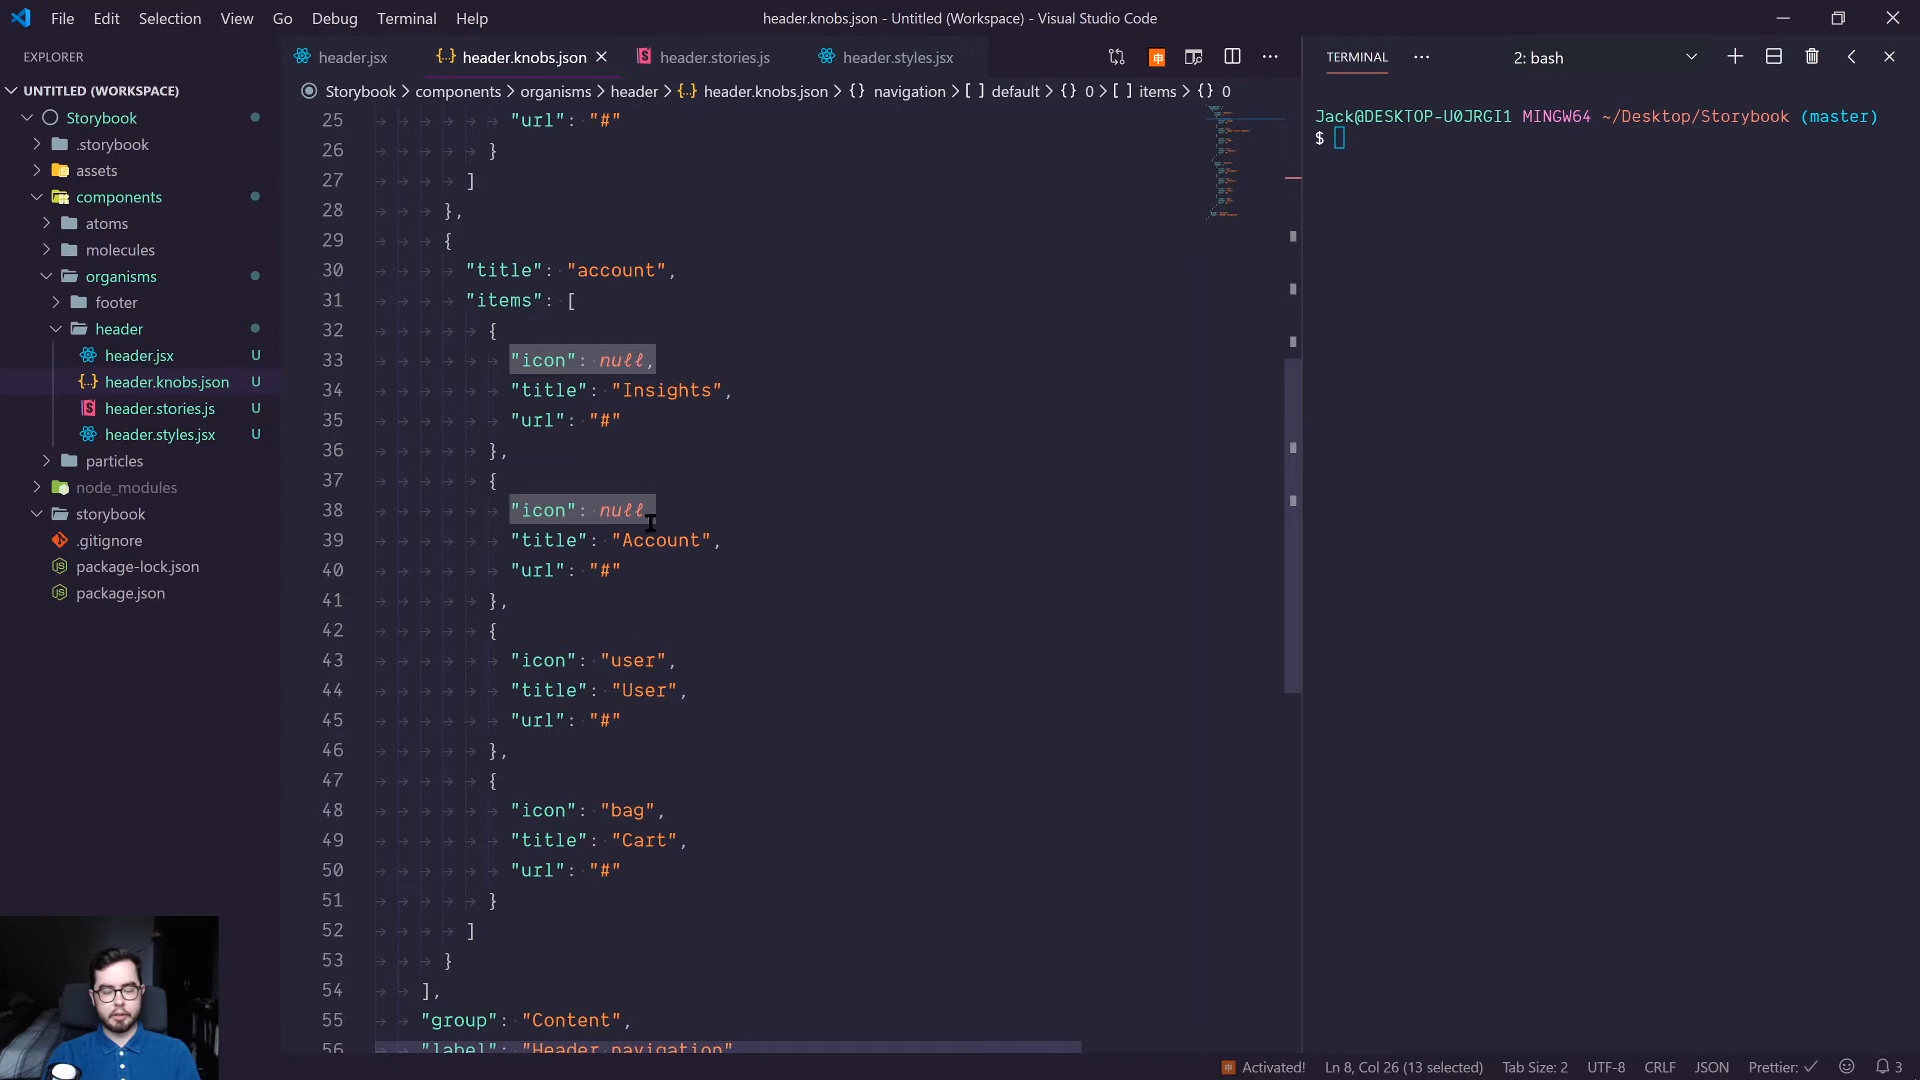 File Edit Selection View Go Debug Terminal Help
header.knobs.json - Untitled (Workspace) - Visual Studio Code
EXPLORER
UNTITLED (WORKSPACE)
Storybook
.storybook
assets
components
atoms
molecules
organisms
footer
header
header.jsx U
header.knobs.json U
header.stories.js U
header.styles.jsx U
particles
node_modules
storybook
.gitignore
package-lock.json
package.json
header.jsx header.knobs.json header.stories.js header.styles.jsx
Storybook > components > organisms > header > {..} header.knobs.json > {} navigation > [ ] default > {} 0 > [ ] items > {} 0
25 "url": "#"
26 }
27 ]
28 },
29 {
30 "title": "account",
31 "items": [
32 {
33 "icon": null,
34 "title": "Insights",
35 "url": "#"
36 },
37 {
38 "icon": null,
39 "title": "Account",
40 "url": "#"
41 },
42 {
43 "icon": "user",
44 "title": "User",
45 "url": "#"
46 },
47 {
48 "icon": "bag",
49 "title": "Cart",
50 "url": "#"
51 }
52 ]
53 }
54 ],
55 "group": "Content",
56 "label": "Header navigation"
TERMINAL ... 2: bash
Jack@DESKTOP-U0JRGI1 MINGW64 ~/Desktop/Storybook (master)
$
Activated! Ln 8, Col 26 (13 selected) Tab Size: 2 UTF-8 CRLF JSON Prettier: ✓ 3